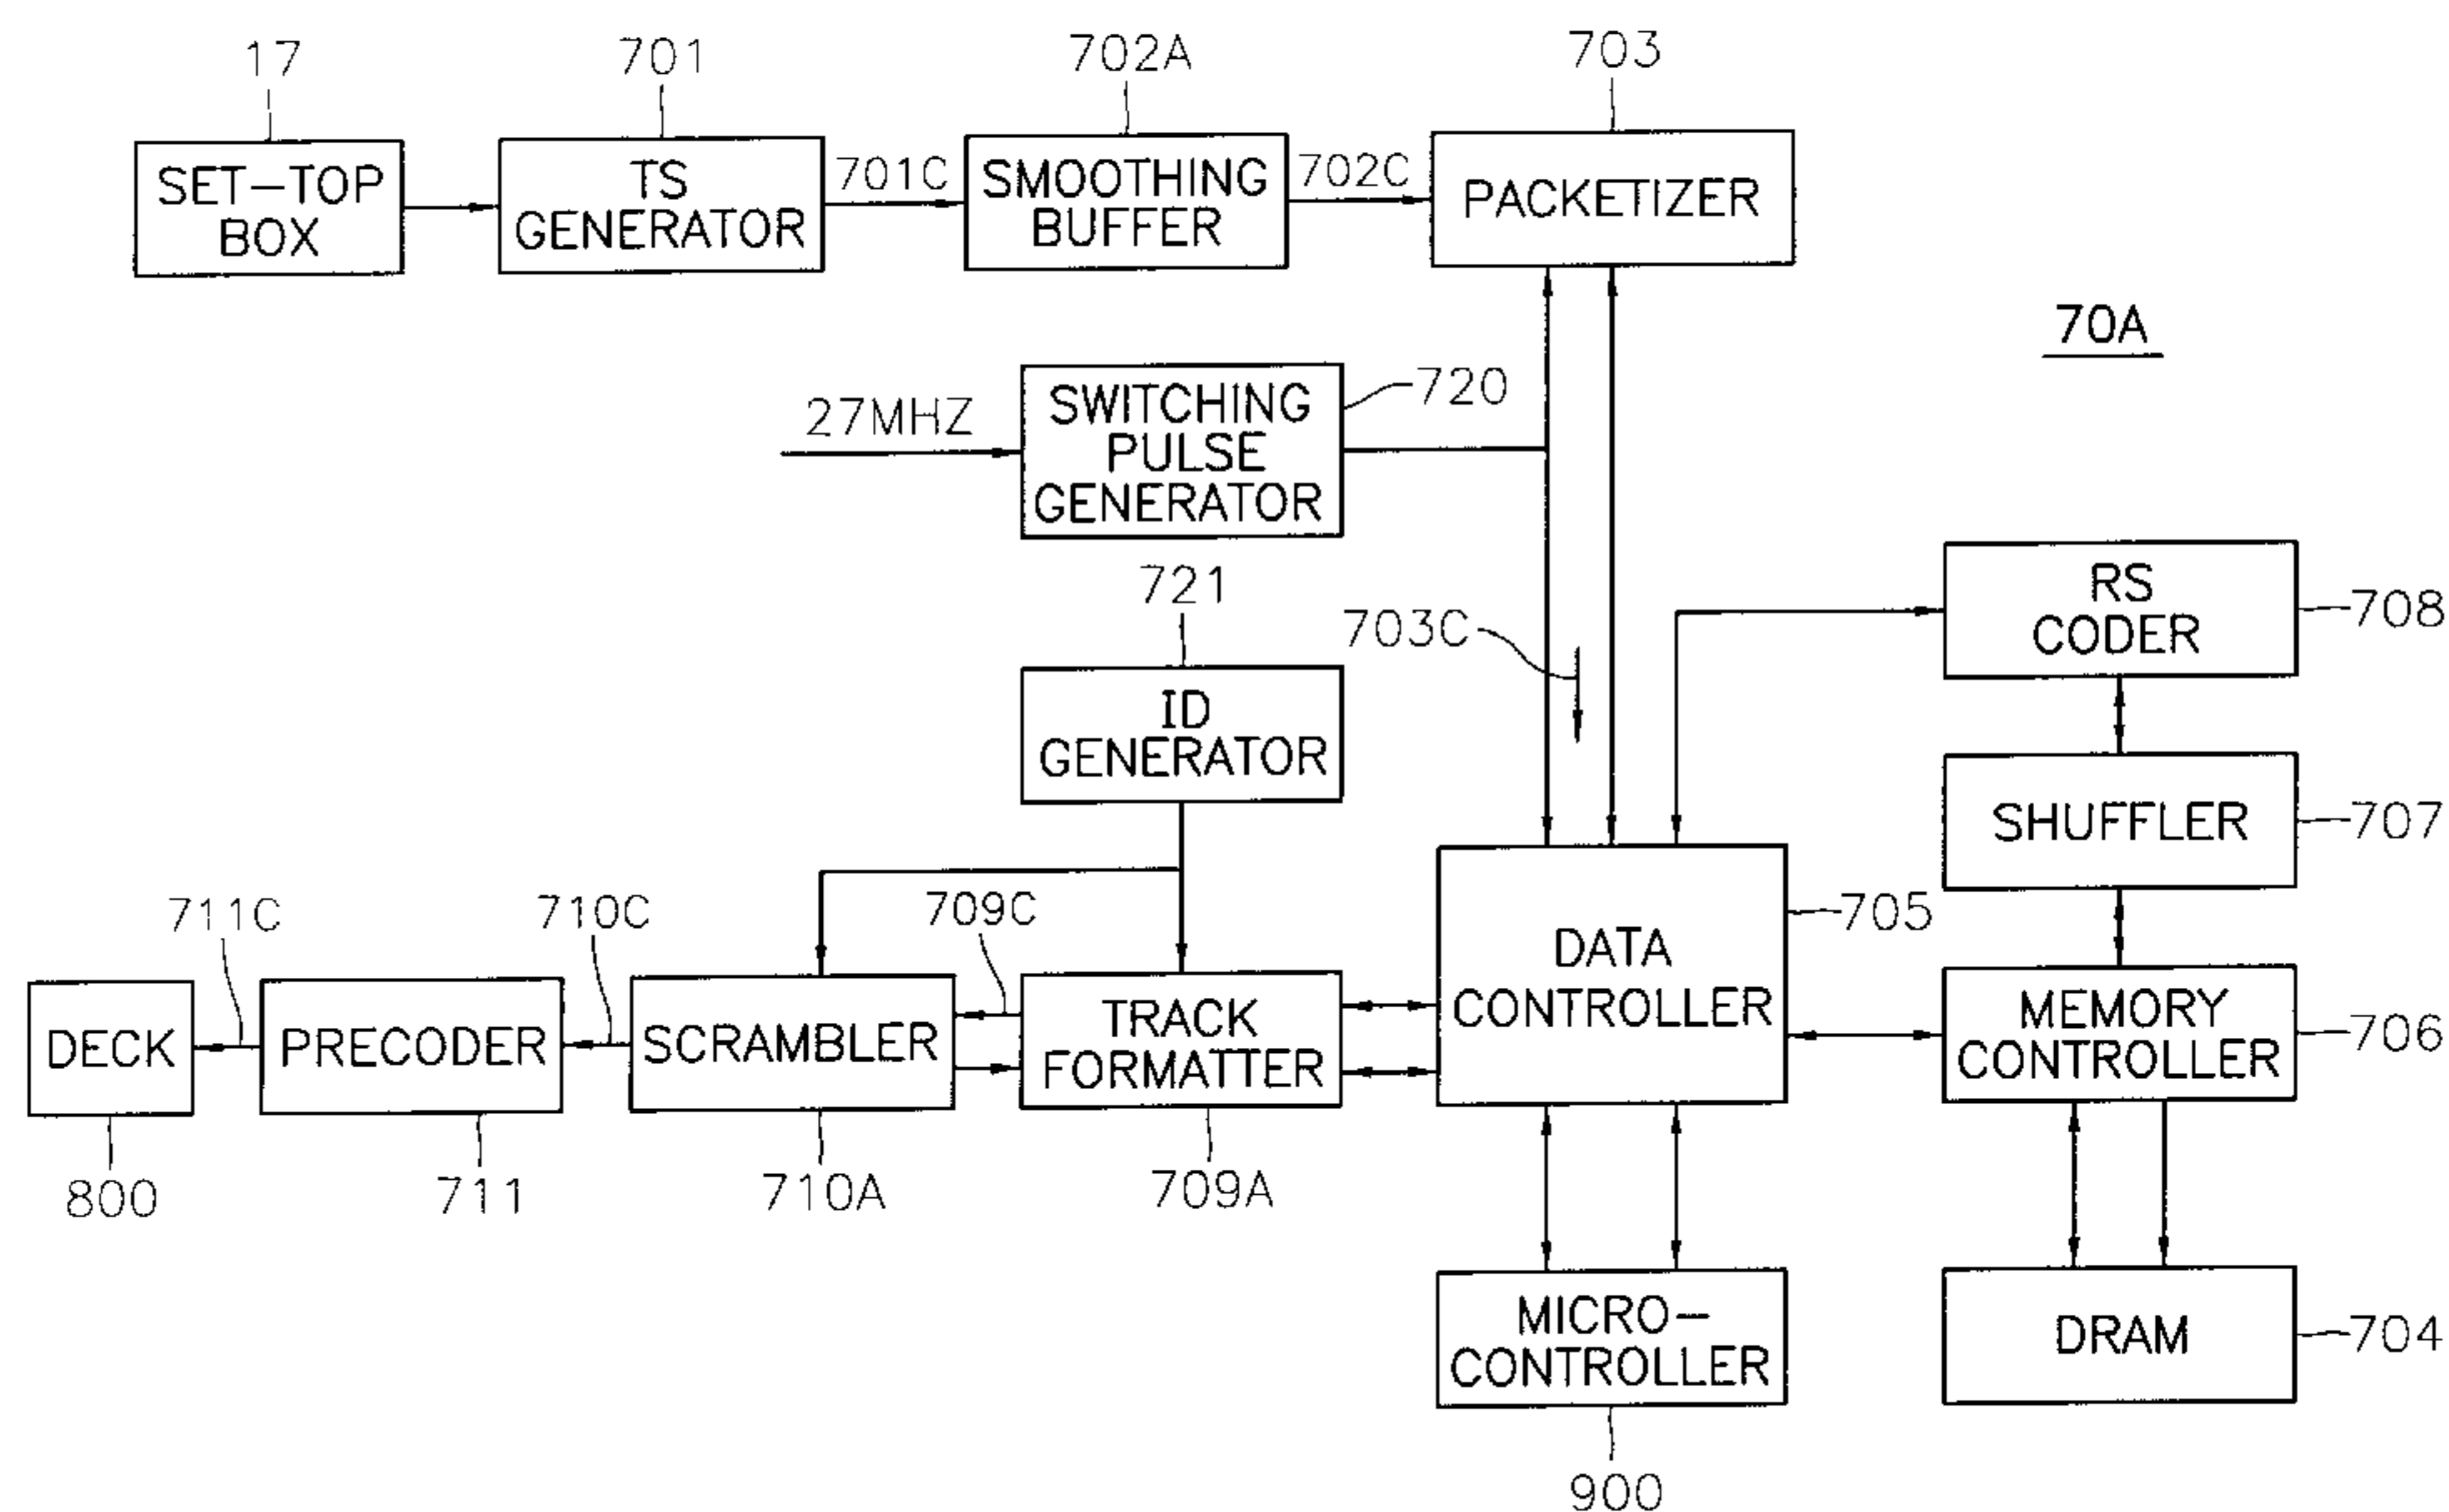 17
701
702A
703
SET-TOP
BOX
TS
GENERATOR
701C
SMOOTHING
BUFFER
702C
PACKETIZER
70A
27MHZ
SWITCHING
PULSE
GENERATOR
720
721
ID
GENERATOR
703C
RS
CODER
708
SHUFFLER
707
711C
710C
709C
705
DECK
PRECODER
SCRAMBLER
TRACK
FORMATTER
DATA
CONTROLLER
MEMORY
CONTROLLER
706
800
711
710A
709A
MICRO-
CONTROLLER
900
DRAM
704